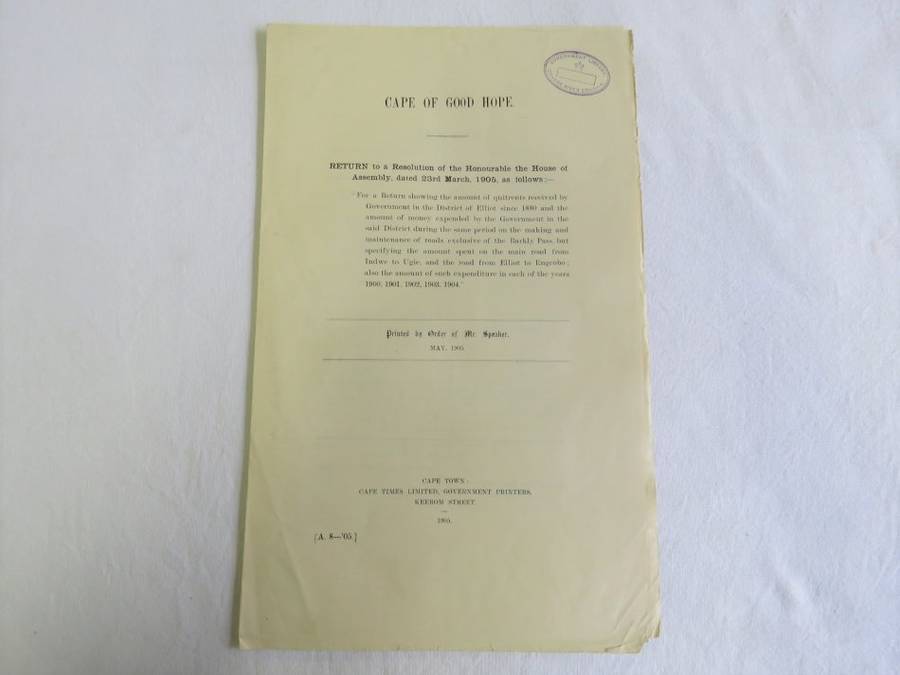 GOVERNMENT LIBRARY
CAPE OF GOOD HOPE.
RETURN to a Resolution of the Honourable the House of
Assembly, dated 23rd March, 1905, as follows:—
"For a Return showing the amount of quitrents received by
Government in the District of Elliot since 1880 and the
amount of money expended by the Government in the
said District during the same period on the making and
maintenance of roads exclusive of the Barkly Pass, but
specifying the amount spent on the main road from
Indwe to Ugie, and the road from Elliot to Engcobo;
also the amount of such expenditure in each of the years
1900, 1901, 1902, 1903, 1904."
Printed by Order of Mr. Speaker.
MAY, 1905.
CAPE TOWN:
CAPE TIMES LIMITED, GOVERNMENT PRINTERS,
KEEROM STREET.
1905.
[A. 8—'05.]